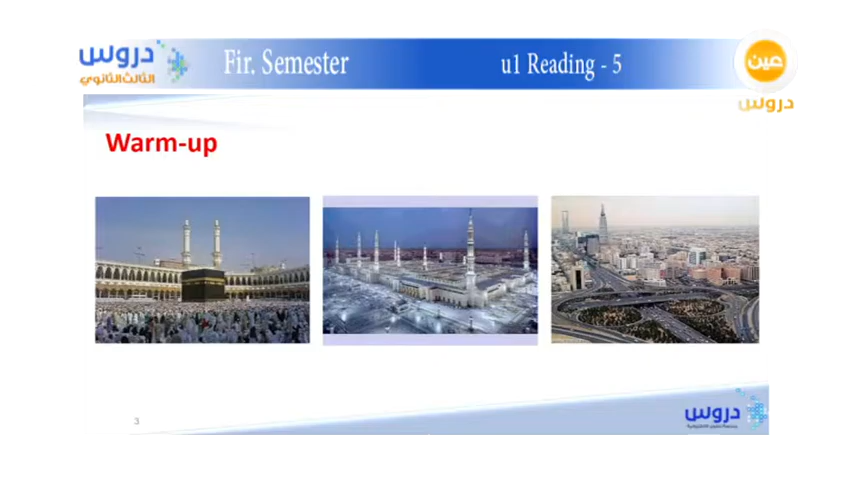 دروس
الثالث الثانوي
Fir. Semester
u1 Reading - 5
عين
دروس
Warm-up
3
دروس